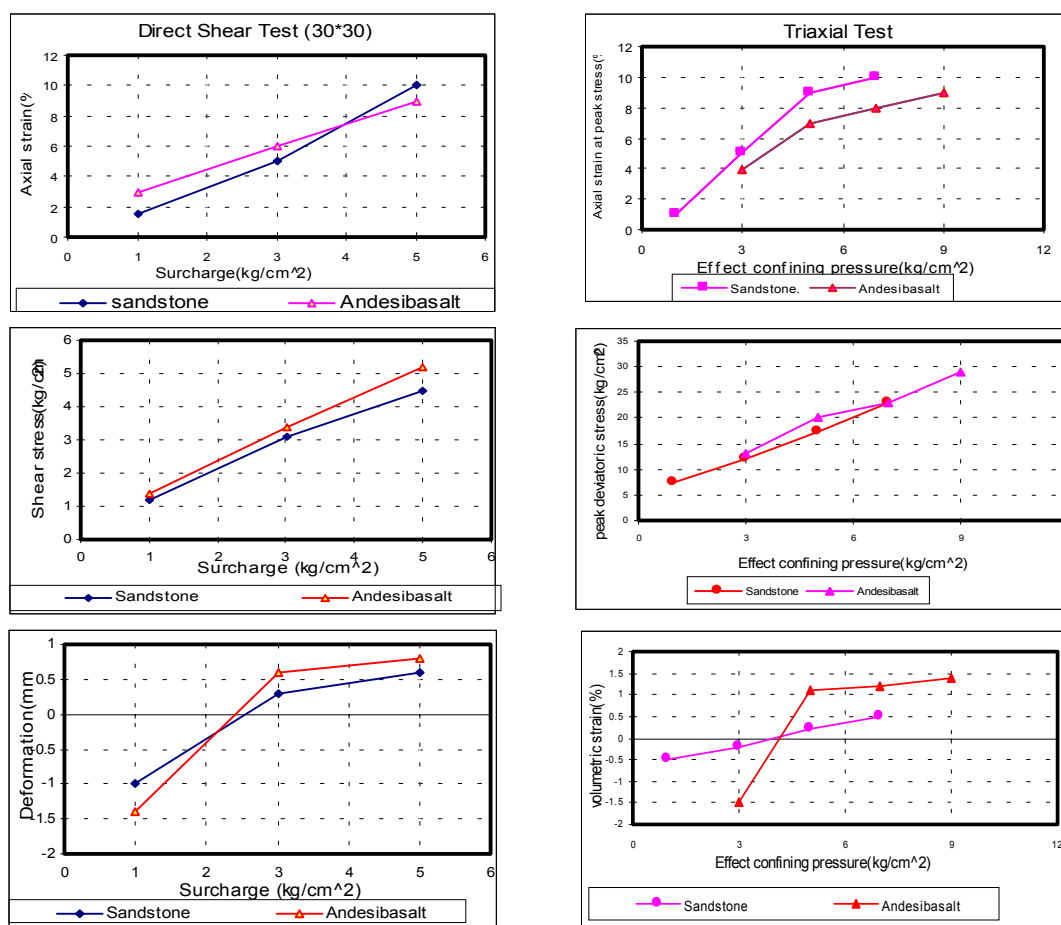 Direct Shear Test (30*30)
Axial strain(%
12
10
8
6
4
2
0
0 1 2 3 4 5 6
Surcharge(kg/cm^2)
sandstone Andesibasalt
Triaxial Test
Axial strain at peak stress(%
12
10
8
6
4
2
0
0 3 6 9 12
Effect confining pressure(kg/cm^2)
Sandstone. Andesibasalt
6
5
4
3
2
1
0
0 1 2 3 4 5 6
Surcharge (kg/cm^2)
Sandstone Andesibasalt
peak deviatoric stress(kg/cm2)
35
30
25
20
15
10
5
0
0 3 6 9
Effect confining pressure(kg/cm^2)
Sandstone Andesibasalt
Deformation(mm
1
0.5
0
-0.5
-1
-1.5
-2
0 1 2 3 4 5 6
Surcharge (kg/cm^2)
Sandstone Andesibasalt
volumetric strain(%)
2
1.5
1
0.5
0
-0.5
-1
-1.5
-2
0 3 6 9 12
Effect confining pressure(kg/cm^2)
Sandstone Andesibasalt
Shear stress